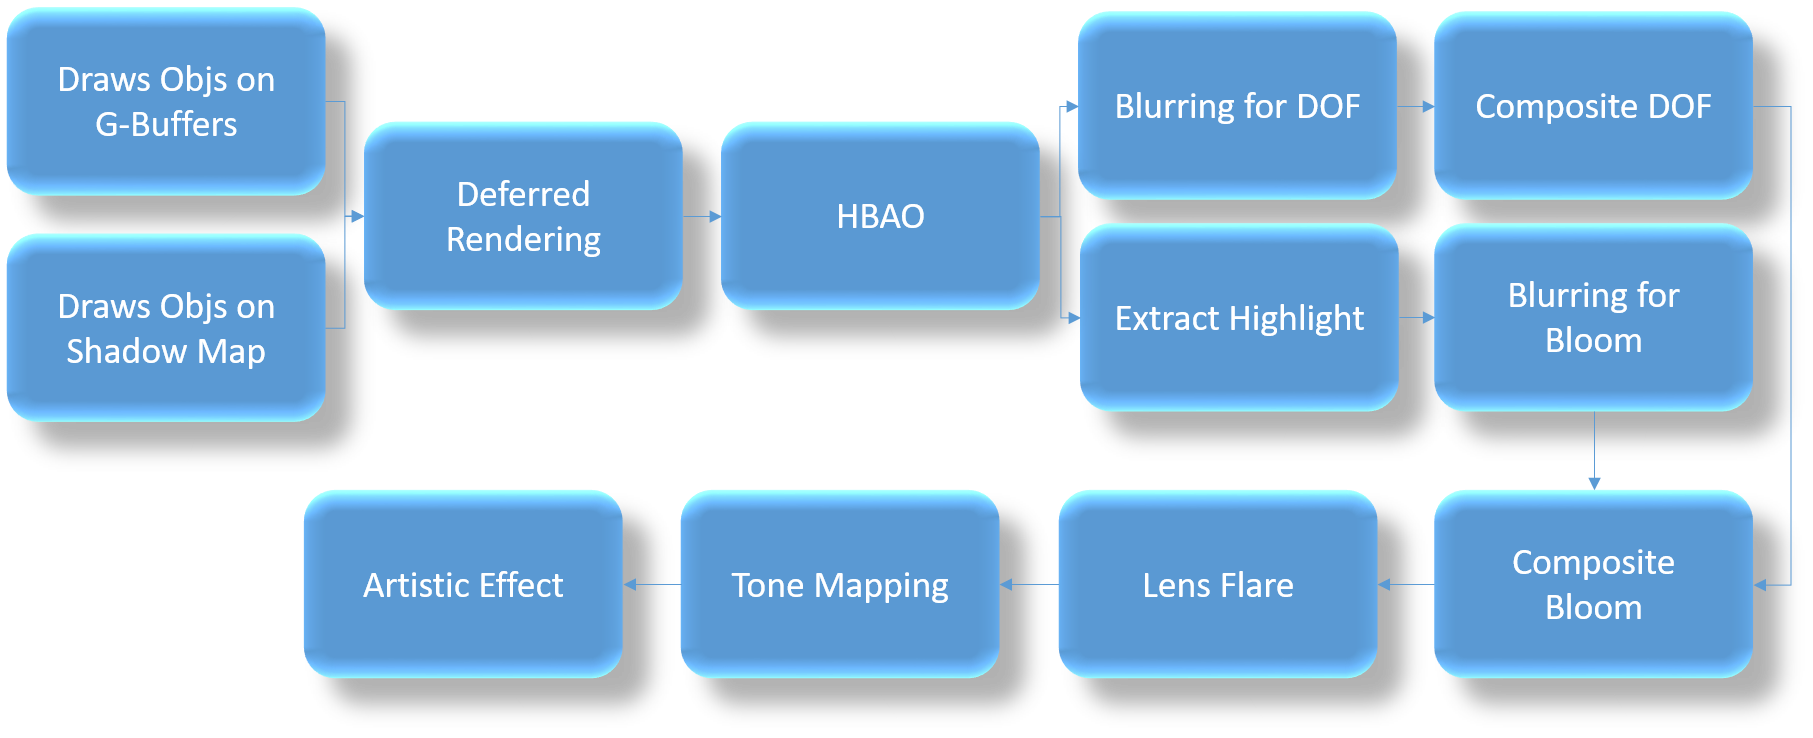 Draws Objs on
G-Buffers
Draws Objs on
Shadow Map
Deferred
Rendering
HBAO
Blurring for DOF
Composite DOF
Extract Highlight
Blurring for
Bloom
Composite
Bloom
Lens Flare
Tone Mapping
Artistic Effect